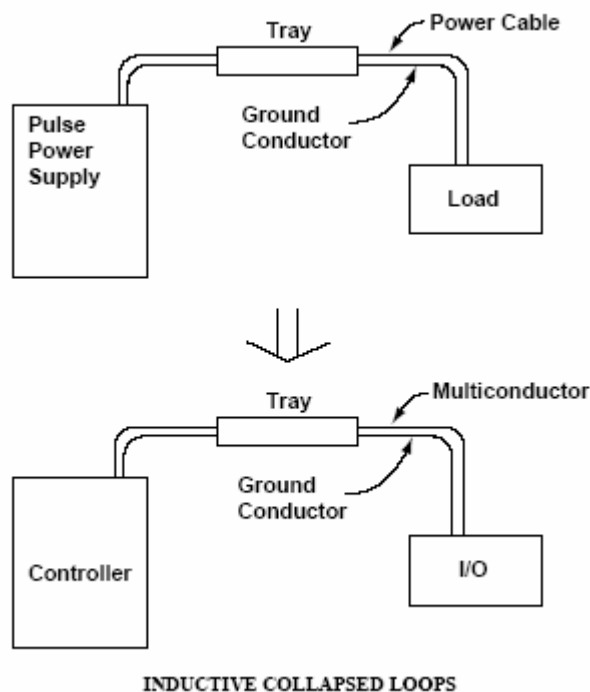 Tray
Power Cable
Pulse
Power
Supply
Ground
Conductor
Load
Tray
Multiconductor
Ground
Conductor
Controller
I/O
INDUCTIVE COLLAPSED LOOPS